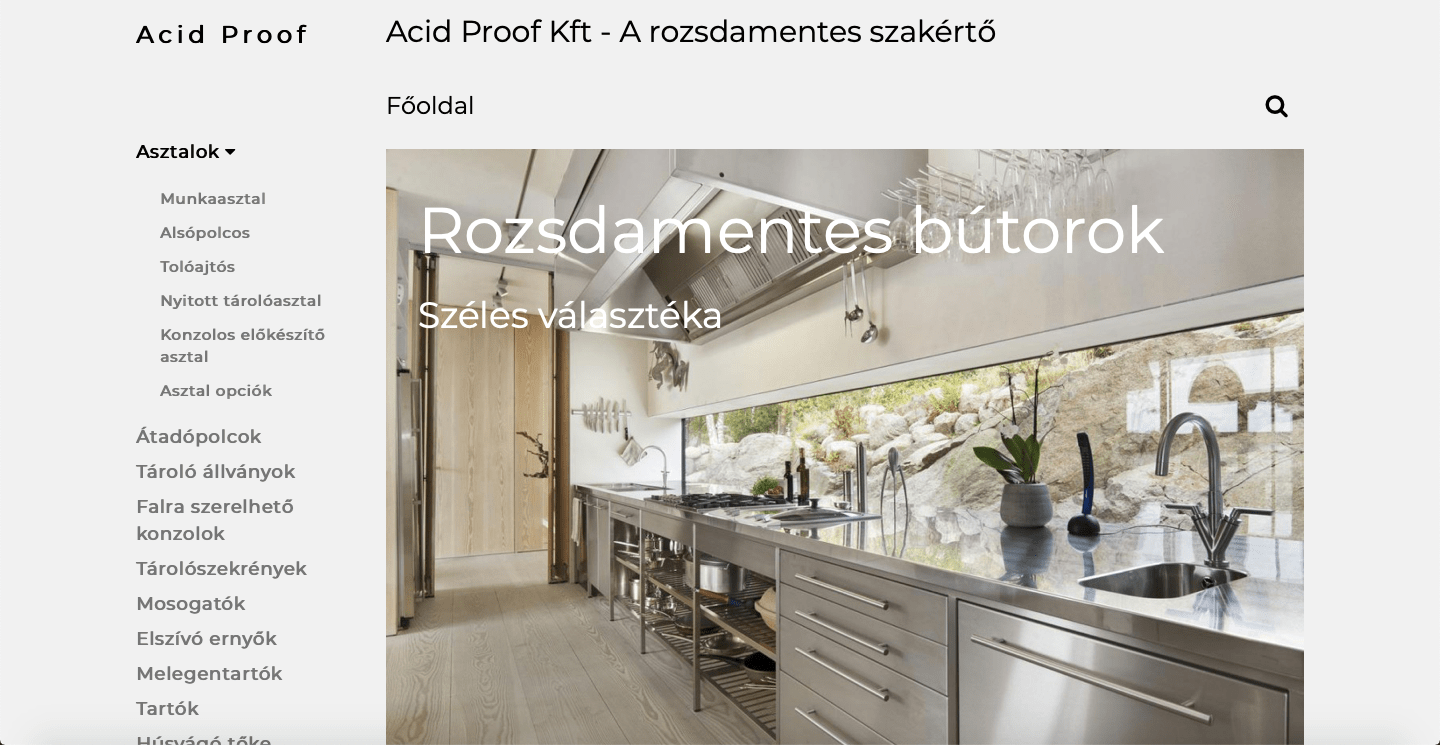 Acid Proof
Acid Proof Kft - A rozsdamentes szakértő
Főoldal
Asztalok
Munkaasztal
Alsópolcos
Tolóajtós
Nyitott tárolóasztal
Konzolos előkészítő
asztal
Asztal opciók
Átadópolcok
Tároló állványok
Falra szerelhető
konzolok
Tárolószekrények
Mosogatók
Elszívó ernyők
Melegentartók
Tartók
Húsvágó tőke
Rozsdamentes bútorok
Széles választéka